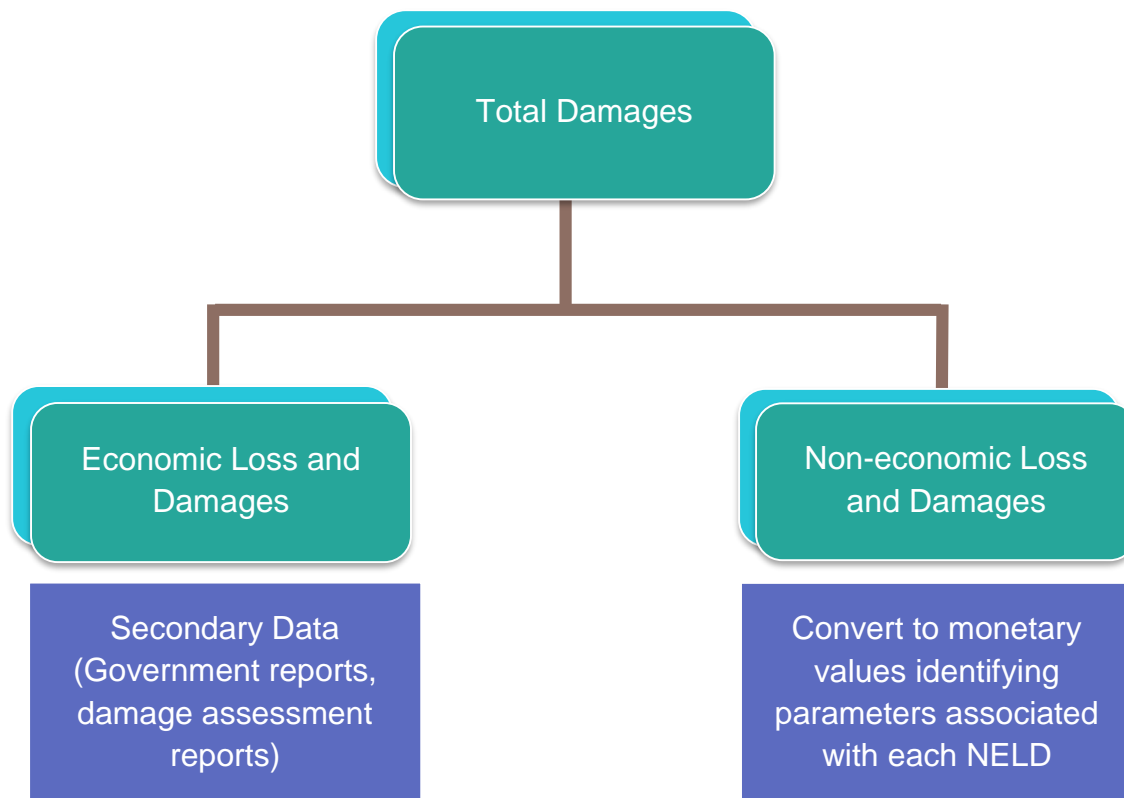 Total Damages
Economic Loss and
Damages
Non-economic Loss
and Damages
Secondary Data
(Government reports,
damage assessment
reports)
Convert to monetary
values identifying
parameters associated
with each NELD